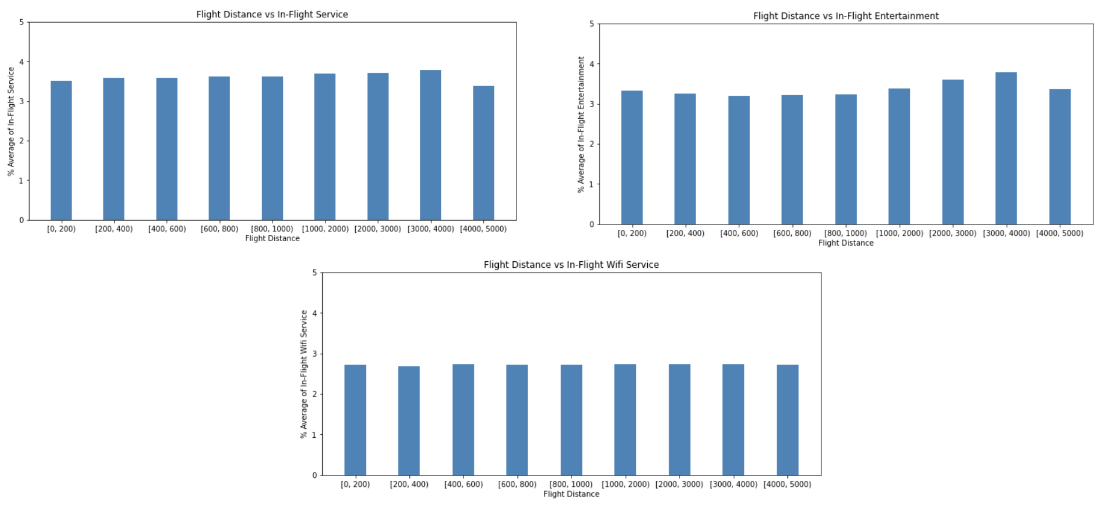 Flight Distance vs In-Flight Service
% Average of In-Flight Service
5
4
3
2
1
0
[0, 200) [200, 400) [400, 600) [600, 800) [800, 1000) [1000, 2000) [2000, 3000) [3000, 4000) [4000, 5000)
Flight Distance
Flight Distance vs In-Flight Entertainment
% Average of In-Flight Entertainment
5
4
3
2
1
0
[0, 200) [200, 400) [400, 600) [600, 800) [800, 1000) [1000, 2000) [2000, 3000) [3000, 4000) [4000, 5000)
Flight Distance
Flight Distance vs In-Flight Wifi Service
% Average of In-Flight Wifi Service
5
4
3
2
1
0
[0, 200) [200, 400) [400, 600) [600, 800) [800, 1000) [1000, 2000) [2000, 3000) [3000, 4000) [4000, 5000)
Flight Distance